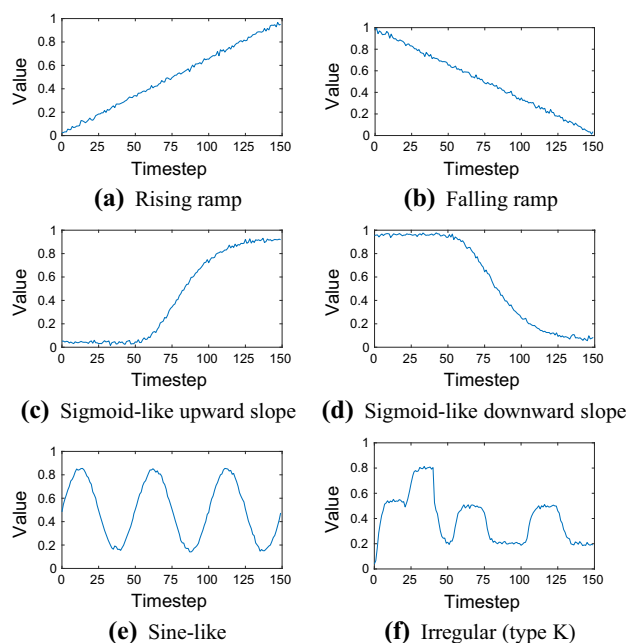 1
0.8
0.6
0.4
0.2
0
Value
0 25 50 75 100 125 150
Timestep
(a) Rising ramp
1
0.8
0.6
0.4
0.2
0
Value
0 25 50 75 100 125 150
Timestep
(b) Falling ramp
1
0.8
0.6
0.4
0.2
0
Value
0 25 50 75 100 125 150
Timestep
(c) Sigmoid-like upward slope
1
0.8
0.6
0.4
0.2
0
Value
0 25 50 75 100 125 150
Timestep
(d) Sigmoid-like downward slope
1
0.8
0.6
0.4
0.2
0
Value
0 25 50 75 100 125 150
Timestep
(e) Sine-like
1
0.8
0.6
0.4
0.2
0
Value
0 25 50 75 100 125 150
Timestep
(f) Irregular (type K)